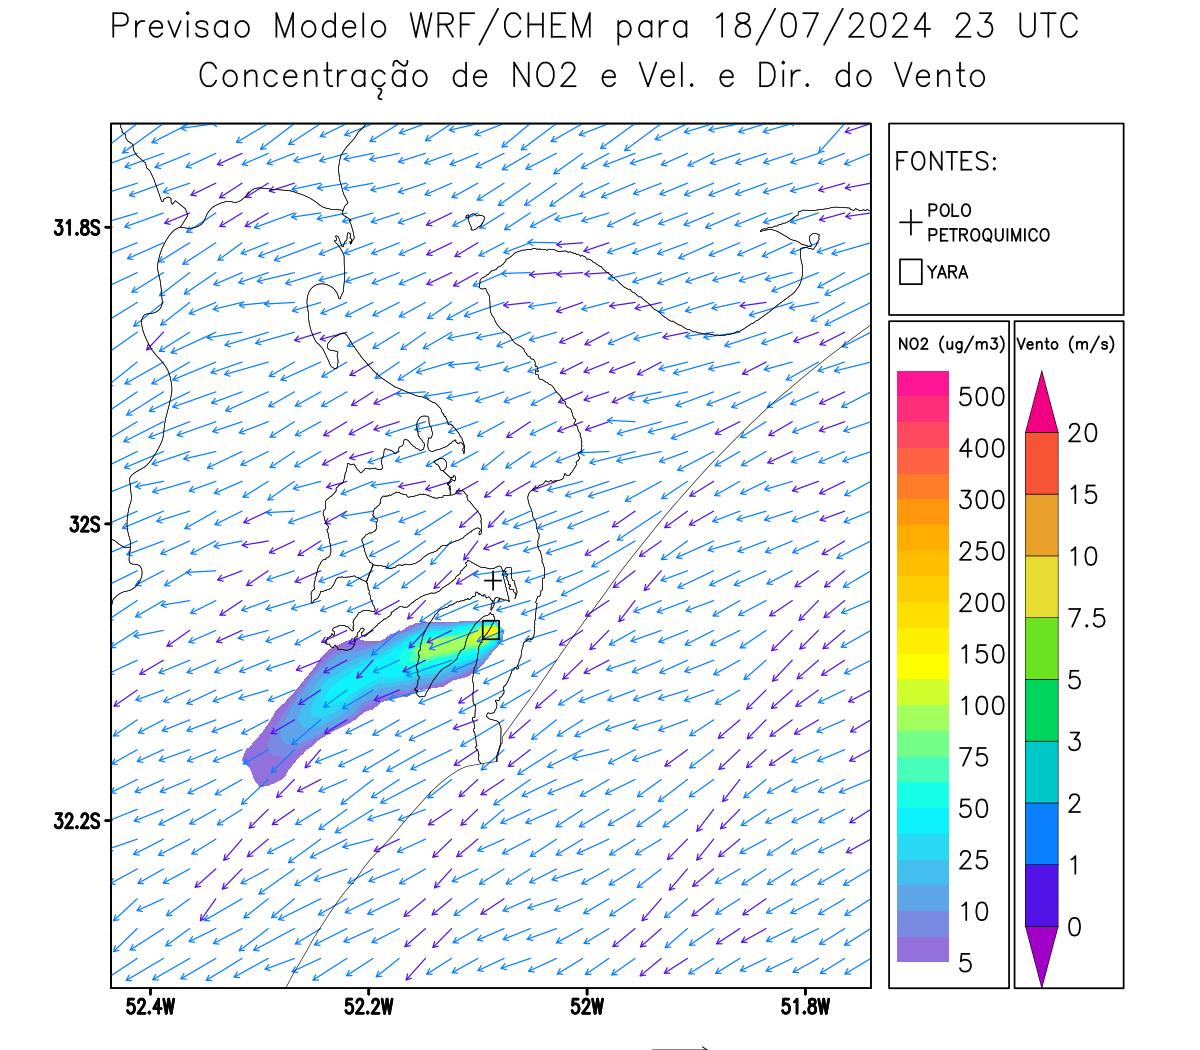 Previsao Modelo WRF/CHEM para 18/07/2024 23 UTC
Concentração de NO2 e Vel. e Dir. do Vento
FONTES:
POLO
PETROQUIMICO
YARA
NO2 (ug/m3)
500
400
300
250
200
150
100
75
50
25
10
5
Vento (m/s)
20
15
10
7.5
5
3
2
1
0
31.8S
32S
32.2S
52.4W
52.2W
52W
51.8W